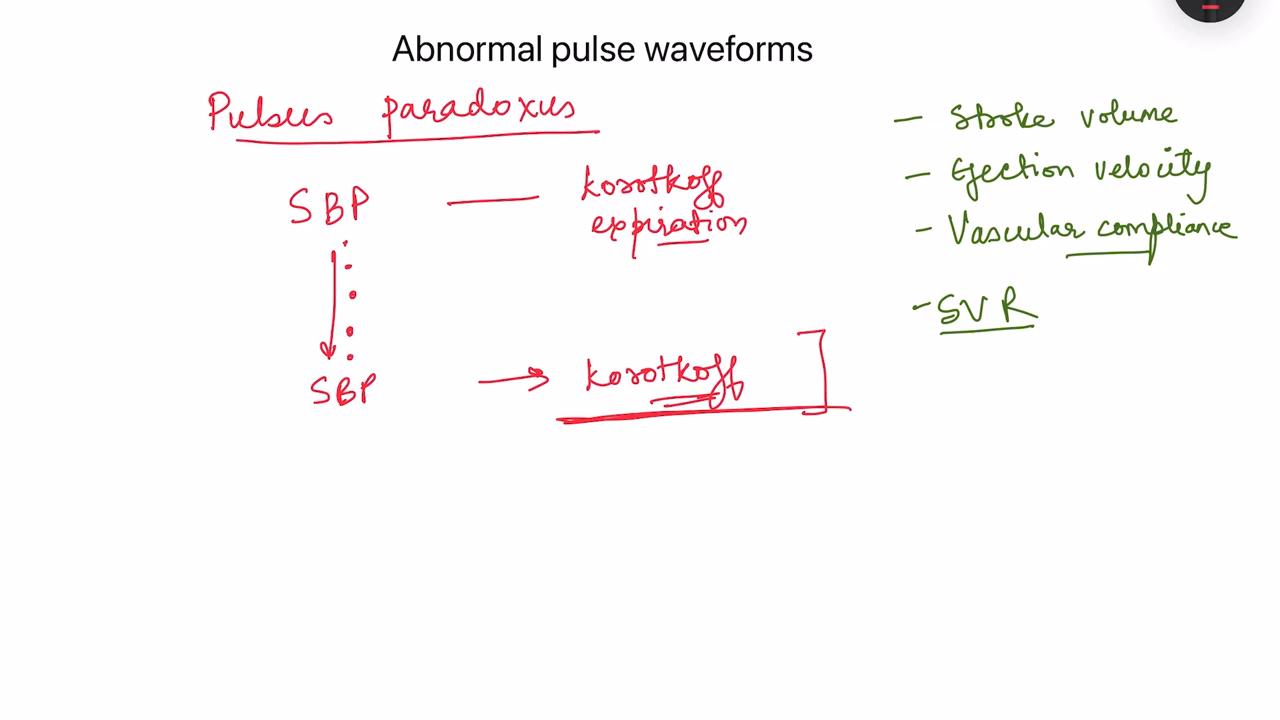 Abnormal pulse waveforms
Pulsus paradoxus
SBP — korotkoff
expiration
SBP → korotkoff
- Stroke volume
- Ejection velocity
- Vascular compliance
- SVR